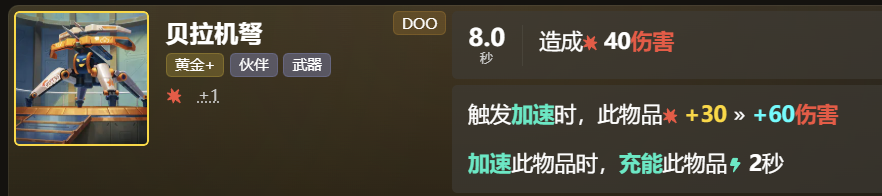 贝拉机弩
DOO
黄金+ 伙伴 武器
+1
8.0
秒
造成 40伤害
触发加速时，此物品 +30 » +60伤害
加速此物品时，充能此物品 2秒